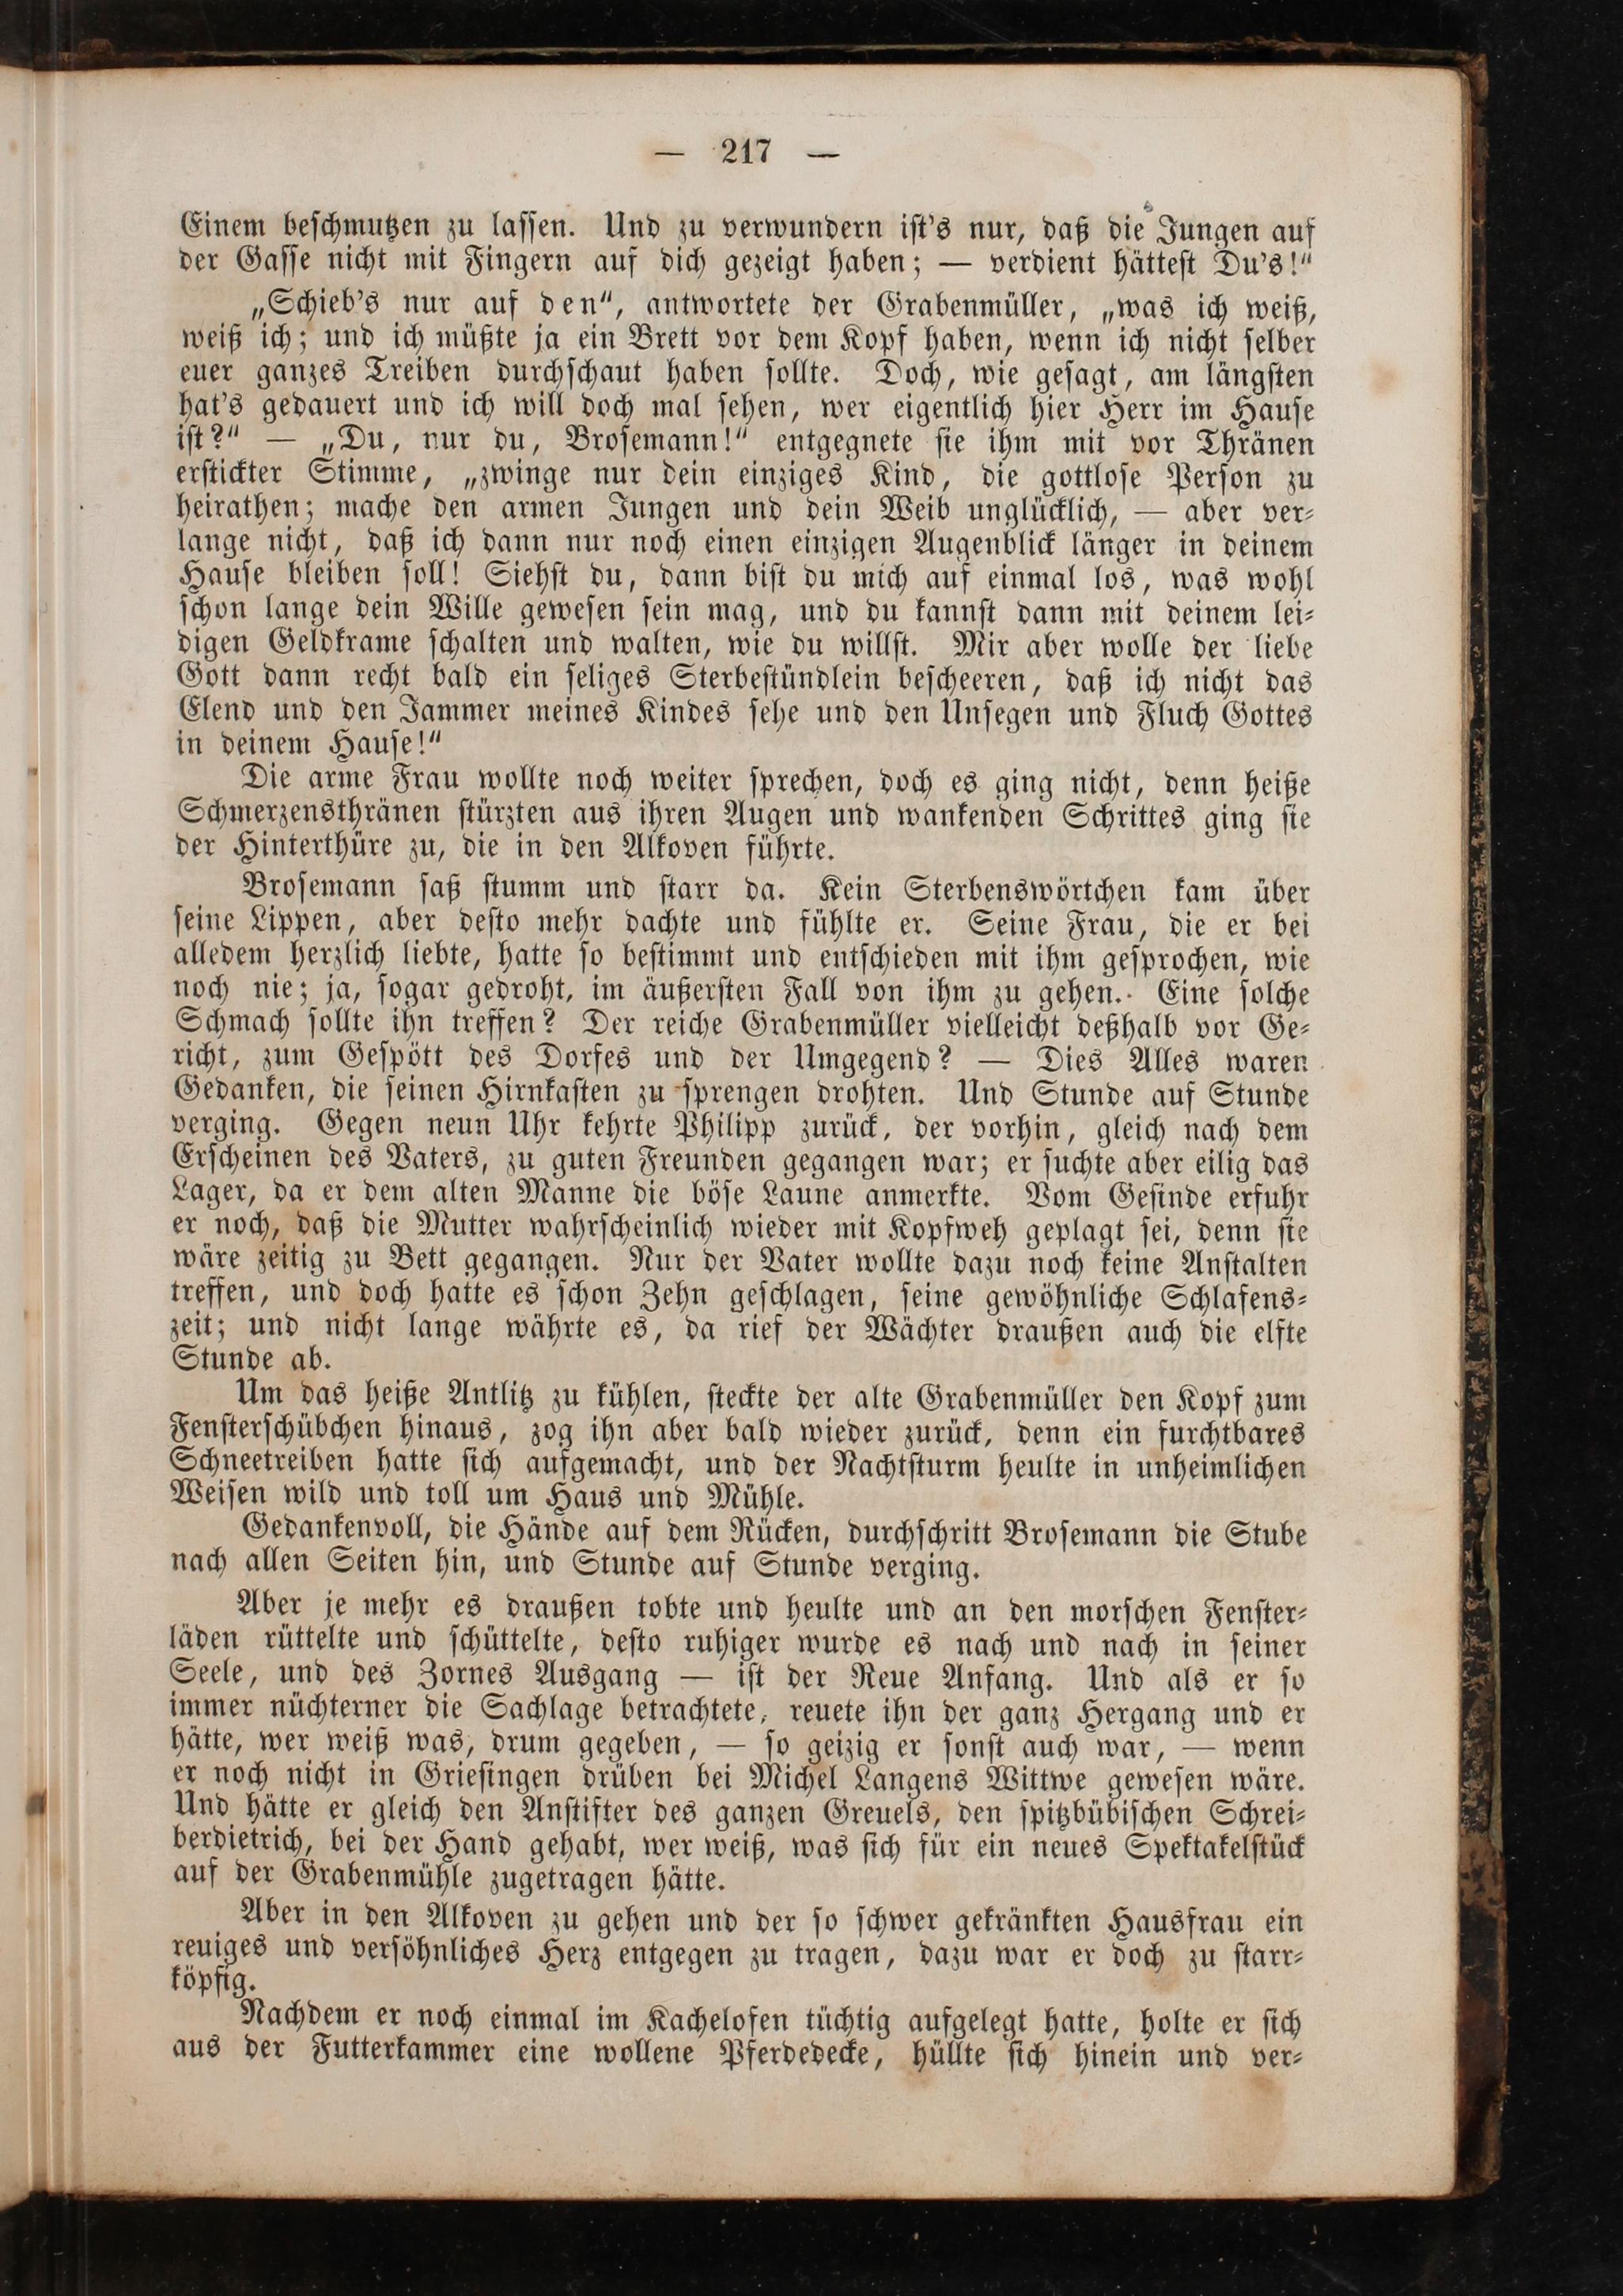 — 217 —
Einem beschmutzen zu lassen. Und zu verwundern ist's nur, daß die Jungen auf
der Gasse nicht mit Fingern auf dich gezeigt haben; — verdient hättest Du's!“
„Schieb's nur auf den“, antwortete der Grabenmüller, „was ich weiß,
weiß ich; und ich müßte ja ein Brett vor dem Kopf haben, wenn ich nicht selber
euer ganzes Treiben durchschaut haben sollte. Doch, wie gesagt, am längsten
hat's gedauert und ich will doch mal sehen, wer eigentlich hier Herr im Hause
ist?“ — „Du, nur du, Brosemann!“ entgegnete sie ihm mit vor Thränen
erstickter Stimme, „zwinge nur dein einziges Kind, die gottlose Person zu
heirathen; mache den armen Jungen und dein Weib unglücklich, — aber ver-
lange nicht, daß ich dann nur noch einen einzigen Augenblick länger in deinem
Hause bleiben soll! Siehst du, dann bist du mich auf einmal los, was wohl
schon lange dein Wille gewesen sein mag, und du kannst dann mit deinem lei-
digen Geldkrame schalten und walten, wie du willst. Mir aber wolle der liebe
Gott dann recht bald ein seliges Sterbestündlein bescheeren, daß ich nicht das
Elend und den Jammer meines Kindes sehe und den Unsegen und Fluch Gottes
in deinem Hause!“
Die arme Frau wollte noch weiter sprechen, doch es ging nicht, denn heiße
Schmerzensthränen stürzten aus ihren Augen und wankenden Schrittes ging sie
der Hinterthüre zu, die in den Alkoven führte.
Brosemann saß stumm und starr da. Kein Sterbenswörtchen kam über
seine Lippen, aber desto mehr dachte und fühlte er. Seine Frau, die er bei
alledem herzlich liebte, hatte so bestimmt und entschieden mit ihm gesprochen, wie
noch nie; ja, sogar gedroht, im äußersten Fall von ihm zu gehen. Eine solche
Schmach sollte ihn treffen? Der reiche Grabenmüller vielleicht deßhalb vor Ge-
richt, zum Gespött des Dorfes und der Umgegend? — Dies Alles waren
Gedanken, die seinen Hirnkasten zu sprengen drohten. Und Stunde auf Stunde
verging. Gegen neun Uhr kehrte Philipp zurück, der vorhin, gleich nach dem
Erscheinen des Vaters, zu guten Freunden gegangen war; er suchte aber eilig das
Lager, da er dem alten Manne die böse Laune anmerkte. Vom Gesinde erfuhr
er noch, daß die Mutter wahrscheinlich wieder mit Kopfweh geplagt sei, denn sie
wäre zeitig zu Bett gegangen. Nur der Vater wollte dazu noch keine Anstalten
treffen, und doch hatte es schon Zehn geschlagen, seine gewöhnliche Schlafens-
zeit; und nicht lange währte es, da rief der Wächter draußen auch die elfte
Stunde ab.
Um das heiße Antlitz zu kühlen, steckte der alte Grabenmüller den Kopf zum
Fensterschübchen hinaus, zog ihn aber bald wieder zurück, denn ein furchtbares
Schneetreiben hatte sich aufgemacht, und der Nachtsturm heulte in unheimlichen
Weisen wild und toll um Haus und Mühle.
Gedankenvoll, die Hände auf dem Rücken, durchschritt Brosemann die Stube
nach allen Seiten hin, und Stunde auf Stunde verging.
Aber je mehr es draußen tobte und heulte und an den morschen Fenster-
läden rüttelte und schüttelte, desto ruhiger wurde es nach und nach in seiner
Seele, und des Zornes Ausgang — ist der Reue Anfang. Und als er so
immer nüchterner die Sachlage betrachtete, reuete ihn der ganz Hergang und er
hätte, wer weiß was, drum gegeben, — so geizig er sonst auch war, — wenn
er noch nicht in Griesingen drüben bei Michel Langens Wittwe gewesen wäre.
Und hätte er gleich den Anstifter des ganzen Greuels, den spitzbübischen Schrei-
berdietrich, bei der Hand gehabt, wer weiß, was sich für ein neues Spektakelstück
auf der Grabenmühle zugetragen hätte.
Aber in den Alkoven zu gehen und der so schwer gekränkten Hausfrau ein
reuiges und versöhnliches Herz entgegen zu tragen, dazu war er doch zu starr-
köpfig.
Nachdem er noch einmal im Kachelofen tüchtig aufgelegt hatte, holte er sich
aus der Futterkammer eine wollene Pferdedecke, hüllte sich hinein und ver-